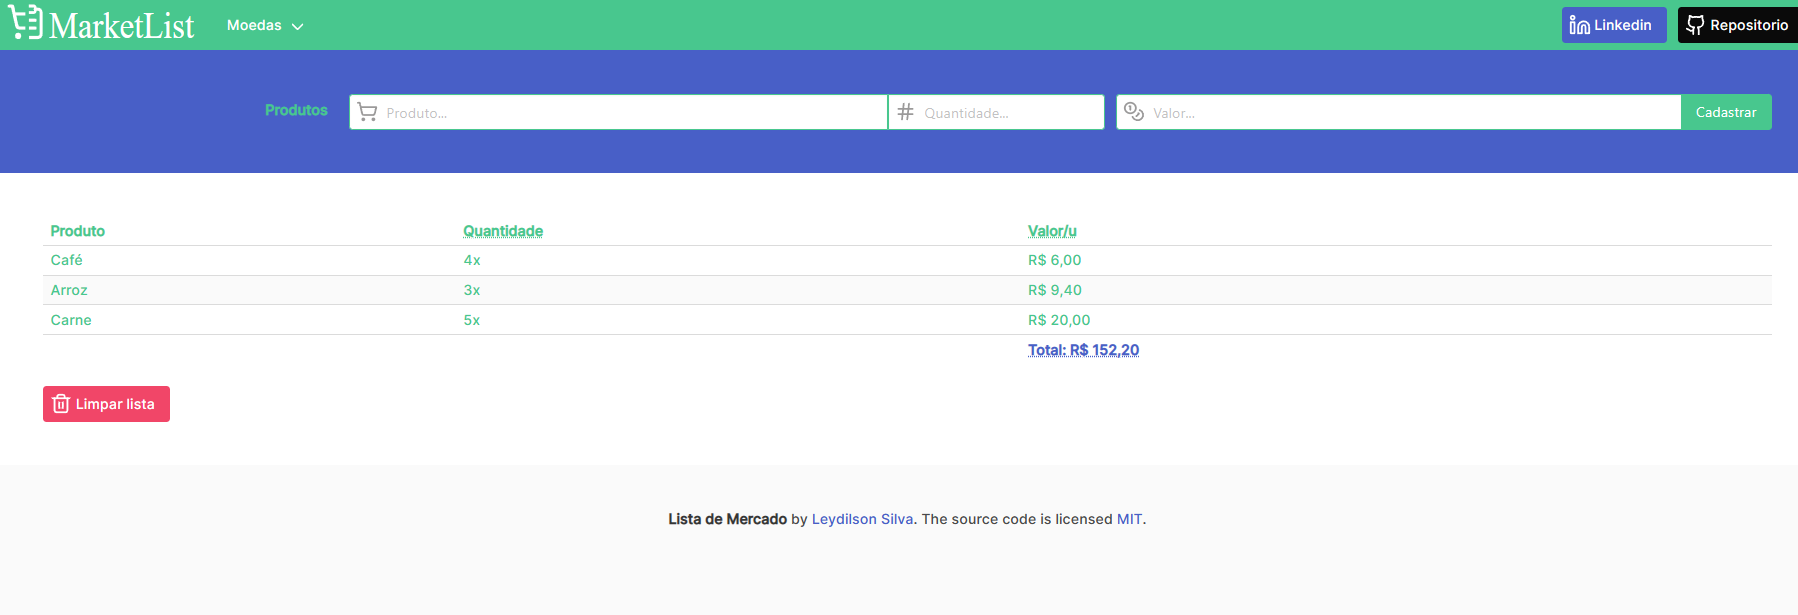 MarketList Moedas Linkedin Repositorio
Produtos Produto... Quantidade... Valor... Cadastrar
Produto Quantidade Valor/u
Café 4x R$ 6,00
Arroz 3x R$ 9,40
Carne 5x R$ 20,00
Total: R$ 152,20
Limpar lista
Lista de Mercado by Leydilson Silva. The source code is licensed MIT.